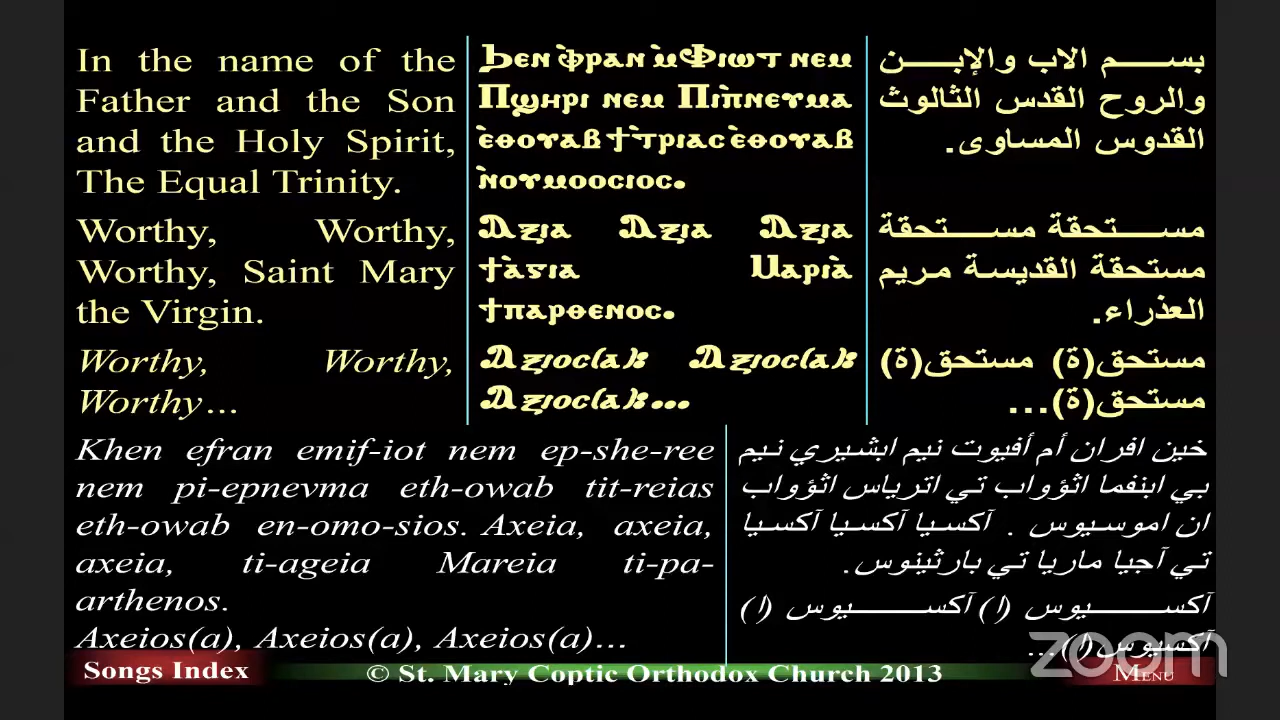 In the name of the
Father and the Son
and the Holy Spirit,
The Equal Trinity.
Worthy, Worthy,
Worthy, Saint Mary
the Virgin.
Worthy, Worthy,
Worthy…
Ϧⲉⲛ ⲫ̀ⲣⲁⲛ ⲙ̀Ⲫⲓⲱⲧ ⲛⲉⲙ
Ⲡϣⲏⲣⲓ ⲛⲉⲙ Ⲡⲓⲡ̀ⲛⲉⲩⲙⲁ
ⲉ̀ⲑⲟⲩⲁⲃ ϯⲧ̀ⲣⲓⲁⲥ ⲉ̀ⲑⲟⲩⲁⲃ
ⲛ̀ⲟⲩⲙⲟⲟⲥⲓⲟⲥ.
Ⲁⲝⲓⲁ Ⲁⲝⲓⲁ Ⲁⲝⲓⲁ
ϯⲁ̀ⲅⲓⲁ Ⲙⲁⲣⲓⲁ̀
ϯⲡⲁⲣⲑⲉⲛⲟⲥ.
Ⲁⲝⲓⲟⲥ(ⲁ) Ⲁⲝⲓⲟⲥ(ⲁ)
Ⲁⲝⲓⲟⲥ(ⲁ)...
بســـم الاب والإبـــن
والروح القدس الثالوث
القدوس المساوى.
مســـتحقة مســـتحقة
مستحقة القديسة مريم
العذراء.
مستحق(ة) مستحق(ة)
مستحق(ة)...
Khen efran emif-iot nem ep-she-ree
nem pi-epnevma eth-owab tit-reias
eth-owab en-omo-sios. Axeia, axeia,
axeia, ti-ageia Mareia ti-pa-
arthenos.
Axeios(a), Axeios(a), Axeios(a)…
خين افران أم أفيوت نيم ابشيري نيم
بي ابنفما اثؤواب تي اترياس اثؤواب
ان اموسيوس . آكسيا آكسيا آكسيا
تي آجيا ماريا تي بارثينوس.
آكســـيوس (ا) آكســـيوس (ا)
آكسيوس (ا) ...
zoom
Songs Index
© St. Mary Coptic Orthodox Church 2013
MENU